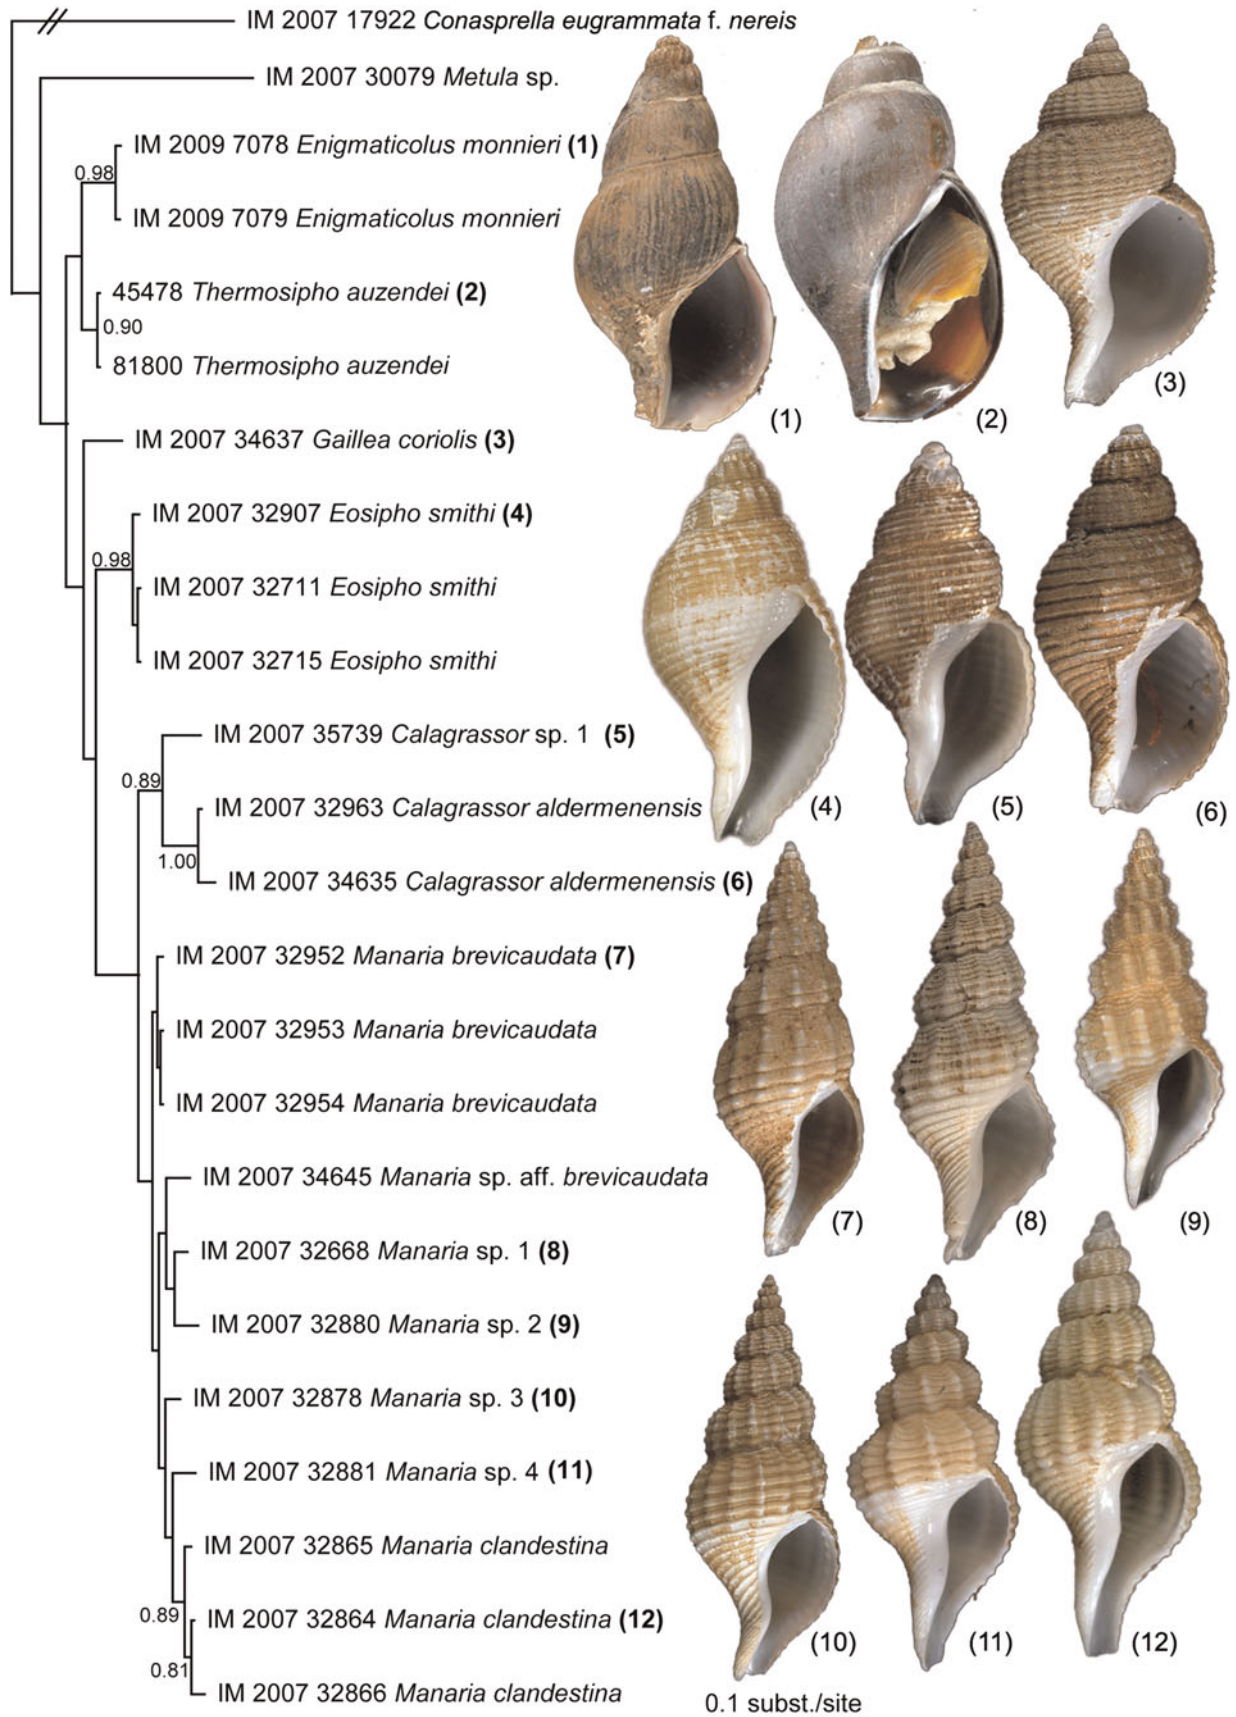 IM 2007 17922 Conasprella eugrammata f. nereis
IM 2007 30079 Metula sp.
IM 2009 7078 Enigmaticolus monnieri (1)
0.98
IM 2009 7079 Enigmaticolus monnieri
45478 Thermosipho auzendei (2)
0.90
81800 Thermosipho auzendei
(1)
(2)
(3)
IM 2007 34637 Gaillea coriolis (3)
IM 2007 32907 Eosipho smithi (4)
0.98
IM 2007 32711 Eosipho smithi
IM 2007 32715 Eosipho smithi
IM 2007 35739 Calagrassor sp. 1 (5)
0.89
IM 2007 32963 Calagrassor aldermenensis
(4)
(5)
(6)
1.00
IM 2007 34635 Calagrassor aldermenensis (6)
IM 2007 32952 Manaria brevicaudata (7)
IM 2007 32953 Manaria brevicaudata
IM 2007 32954 Manaria brevicaudata
IM 2007 34645 Manaria sp. aff. brevicaudata
(7)
(8)
(9)
IM 2007 32668 Manaria sp. 1 (8)
IM 2007 32880 Manaria sp. 2 (9)
IM 2007 32878 Manaria sp. 3 (10)
IM 2007 32881 Manaria sp. 4 (11)
IM 2007 32865 Manaria clandestina
0.89
IM 2007 32864 Manaria clandestina (12)
0.81
IM 2007 32866 Manaria clandestina
(10)
(11)
(12)
0.1 subst./site